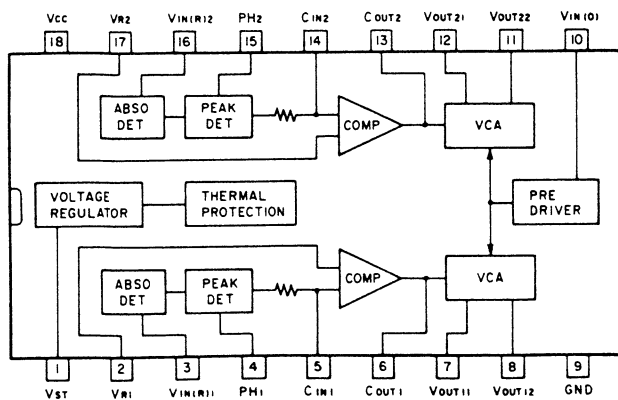 VCC VR2 VIN(R)2 PH2 CIN2 COUT2 VOUT21 VOUT22 VIN(O)
18 17 16 15 14 13 12 11 10
ABSO
DET
PEAK
DET
COMP
VCA
VOLTAGE
REGULATOR
THERMAL
PROTECTION
PRE
DRIVER
ABSO
DET
PEAK
DET
COMP
VCA
1 2 3 4 5 6 7 8 9
VST VR1 VIN(R)1 PH1 CIN1 COUT1 VOUT11 VOUT12 GND